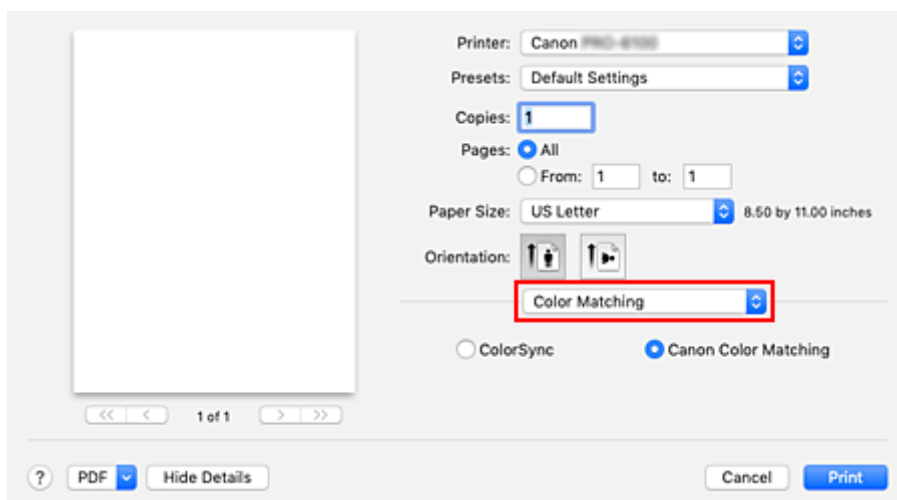 Printer: Canon
Presets: Default Settings
Copies: 1
Pages: All
From: 1 to: 1
Paper Size: US Letter 8.50 by 11.00 inches
Orientation:
Color Matching
ColorSync Canon Color Matching
<< < 1 of 1 > >>
? PDF Hide Details Cancel Print